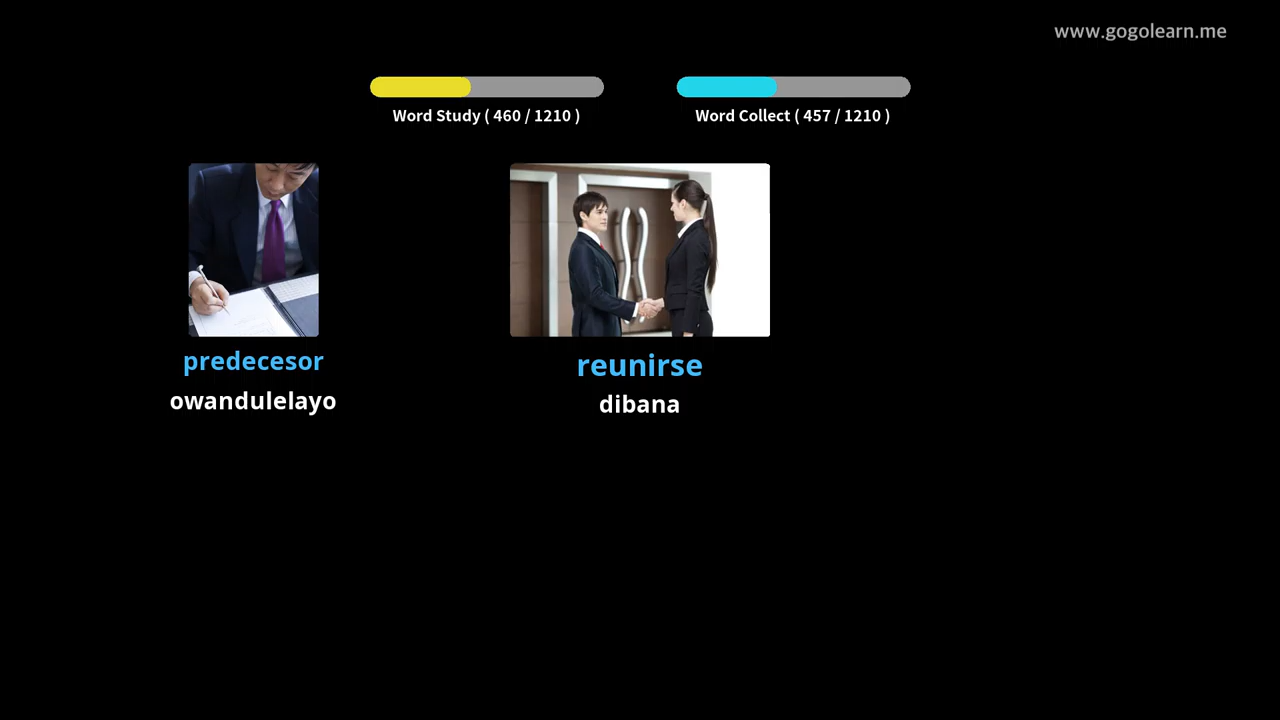 www.gogolearn.me
Word Study ( 460 / 1210 )
Word Collect ( 457 / 1210 )
predecesor
owandulelayo
reunirse
dibana